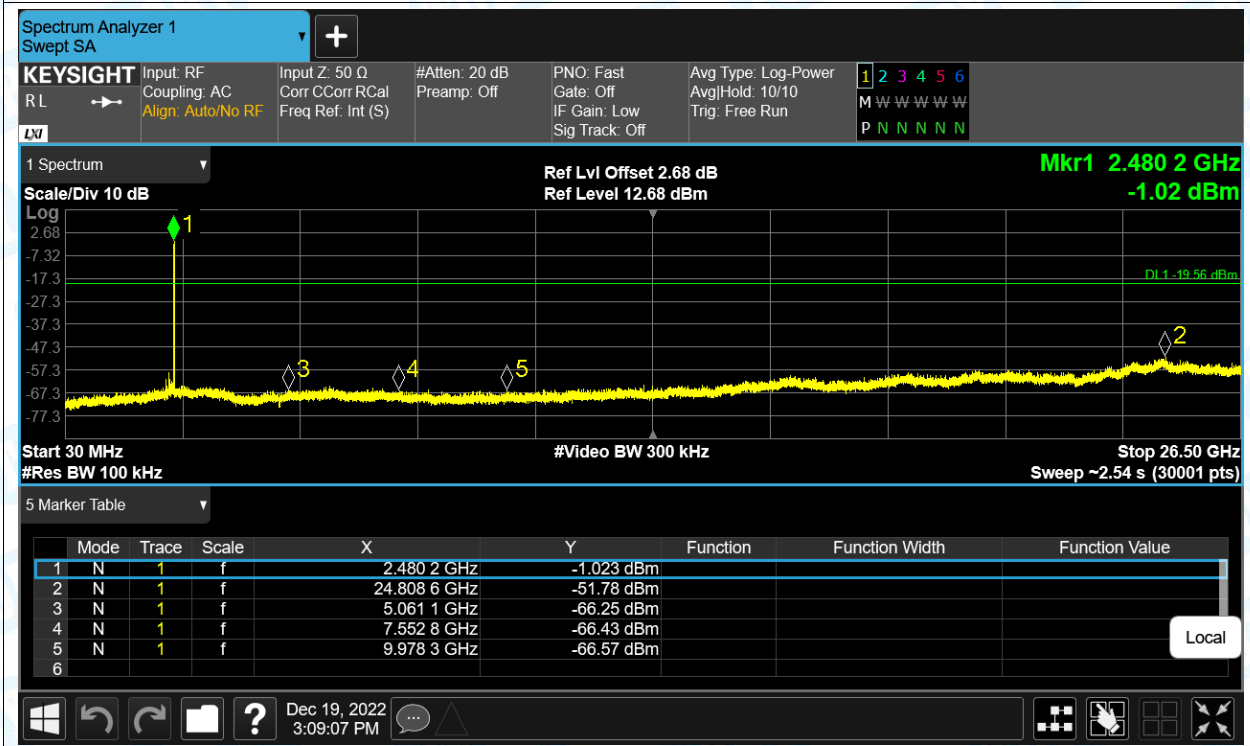 Spectrum Analyzer 1
Swept SA
+
KEYSIGHT
R L
LXI
Input: RF
Coupling: AC
Align: Auto/No RF
Input Z: 50 Ω
Corr CCorr RCal
Freq Ref: Int (S)
#Atten: 20 dB
Preamp: Off
PNO: Fast
Gate: Off
IF Gain: Low
Sig Track: Off
Avg Type: Log-Power
Avg|Hold: 10/10
Trig: Free Run
1 2 3 4 5 6
M W W W W W
P N N N N N
1 Spectrum
Scale/Div 10 dB
Ref Lvl Offset 2.68 dB
Ref Level 12.68 dBm
Mkr1 2.480 2 GHz
-1.02 dBm
Log
2.68
-7.32
-17.3
-27.3
-37.3
-47.3
-57.3
-67.3
-77.3
1
DL1 -19.56 dBm
2
3
4
5
Start 30 MHz
#Res BW 100 kHz
#Video BW 300 kHz
Stop 26.50 GHz
Sweep ~2.54 s (30001 pts)
5 Marker Table
Mode Trace Scale X Y Function Function Width Function Value
1 N 1 f 2.480 2 GHz -1.023 dBm
2 N 1 f 24.808 6 GHz -51.78 dBm
3 N 1 f 5.061 1 GHz -66.25 dBm
4 N 1 f 7.552 8 GHz -66.43 dBm
5 N 1 f 9.978 3 GHz -66.57 dBm
6
Local
?
Dec 19, 2022
3:09:07 PM